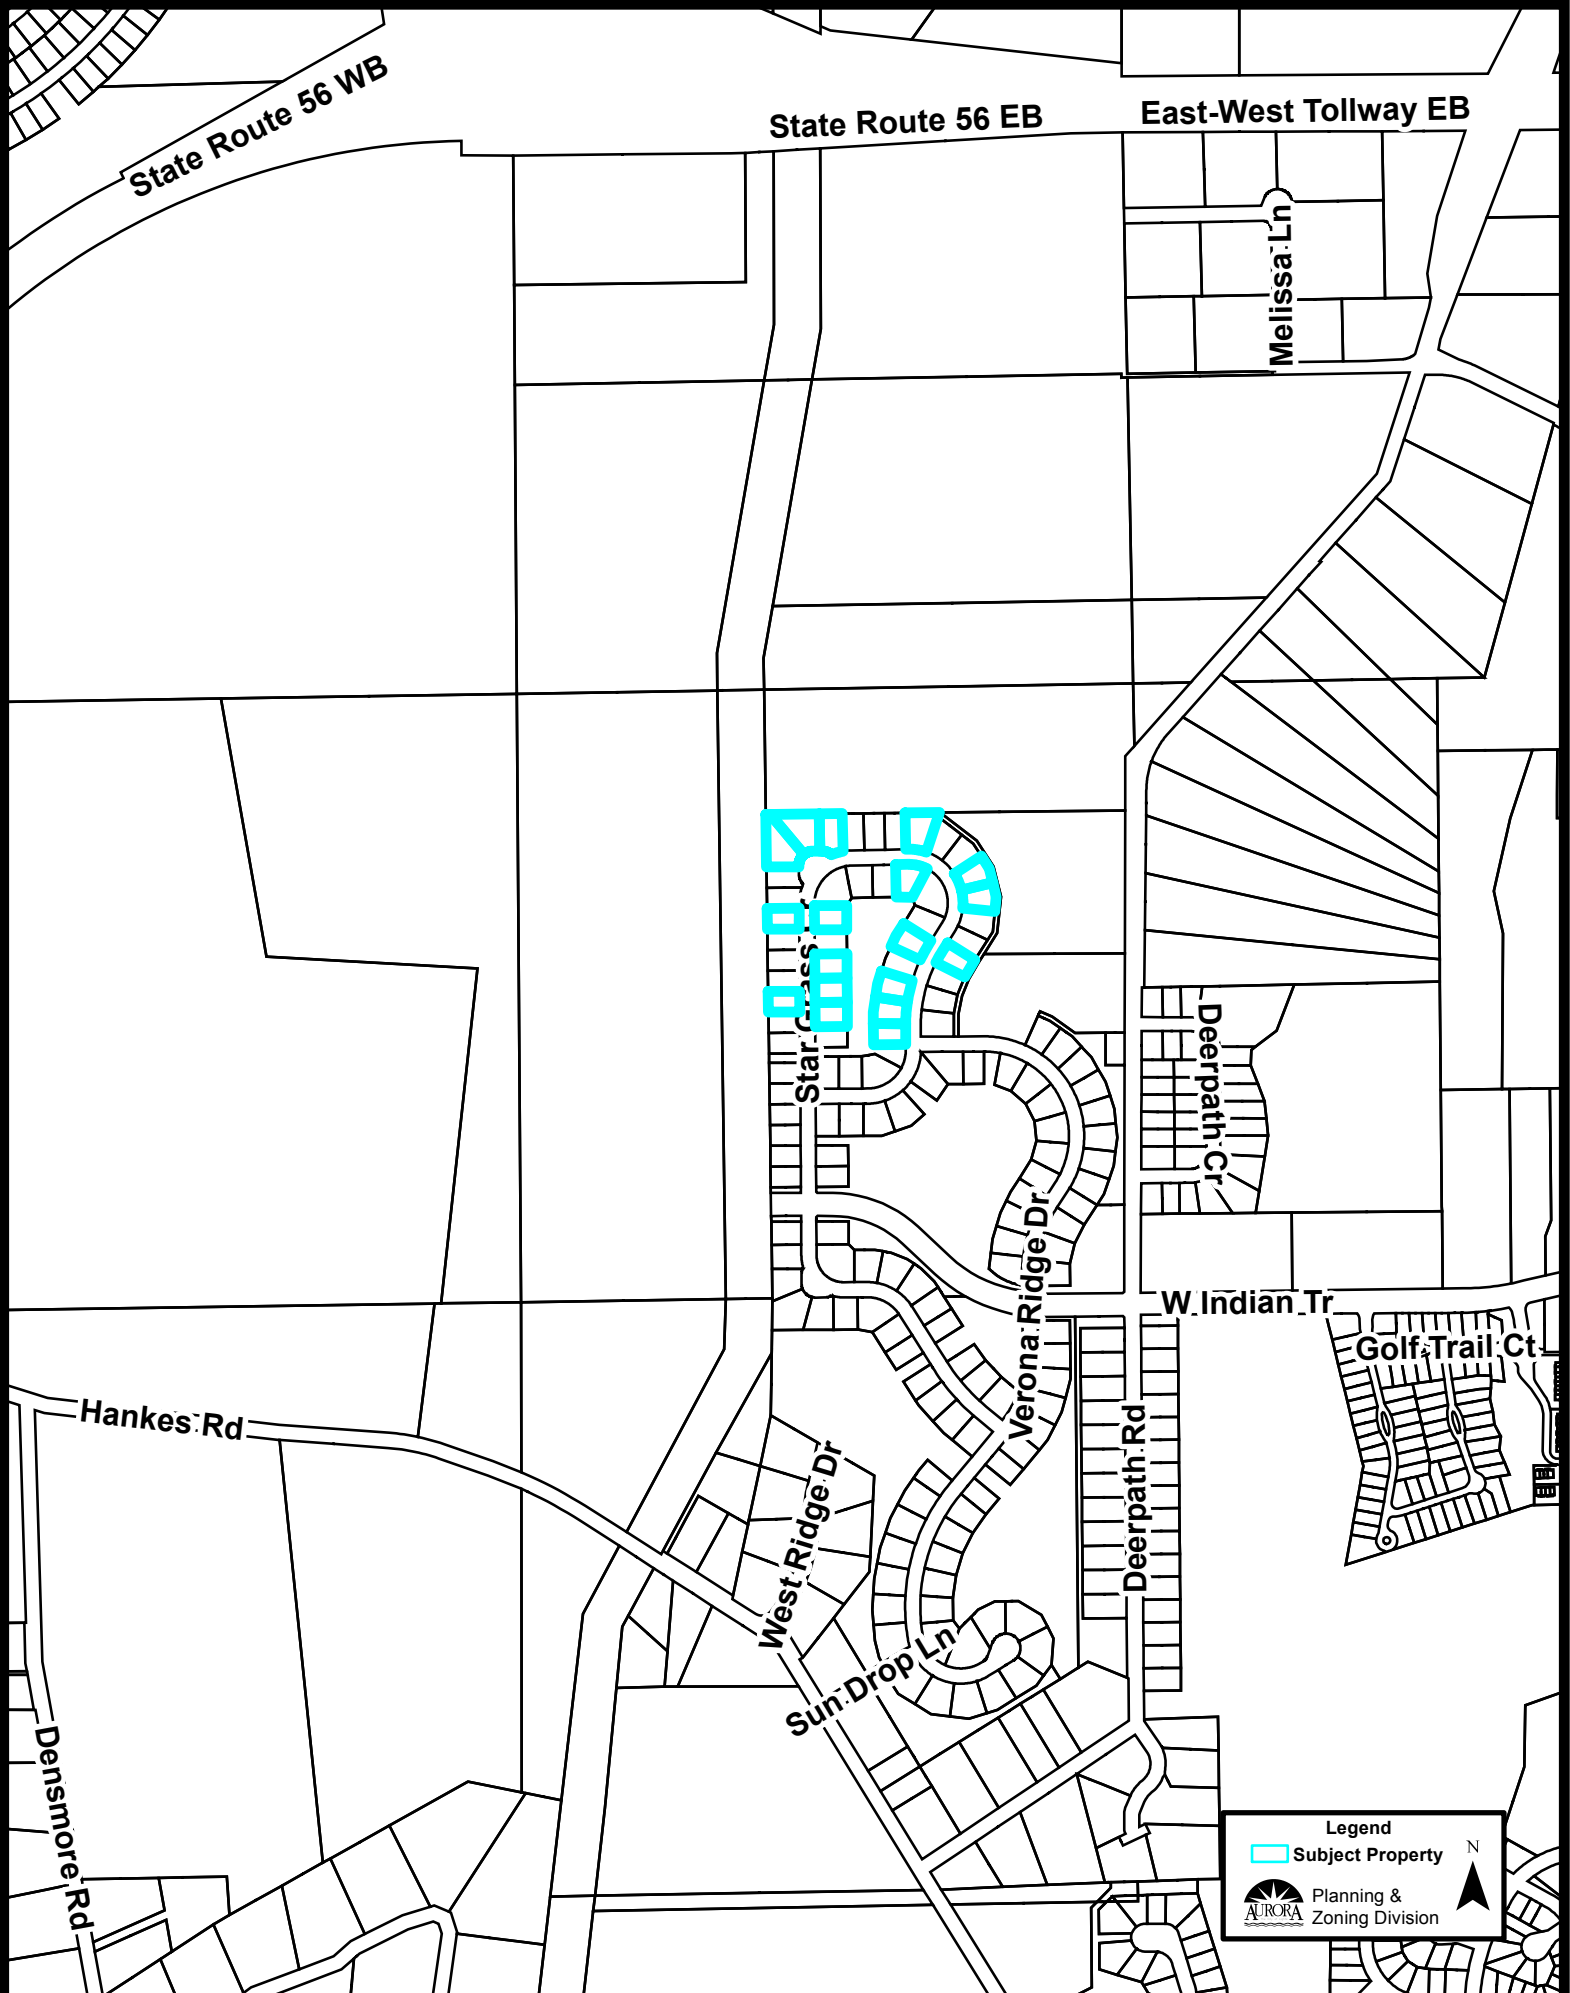 State Route 56 WB
State Route 56 EB
East-West Tollway EB
Melissa Ln
Star Grass
Deerpath Cr
Verona Ridge Dr
W Indian Tr
Golf Trail Ct
Hankes Rd
Deerpath Rd
West Ridge Dr
Sun Drop Ln
Densmore Rd
Legend
Subject Property
N
AURORA
Planning &
Zoning Division